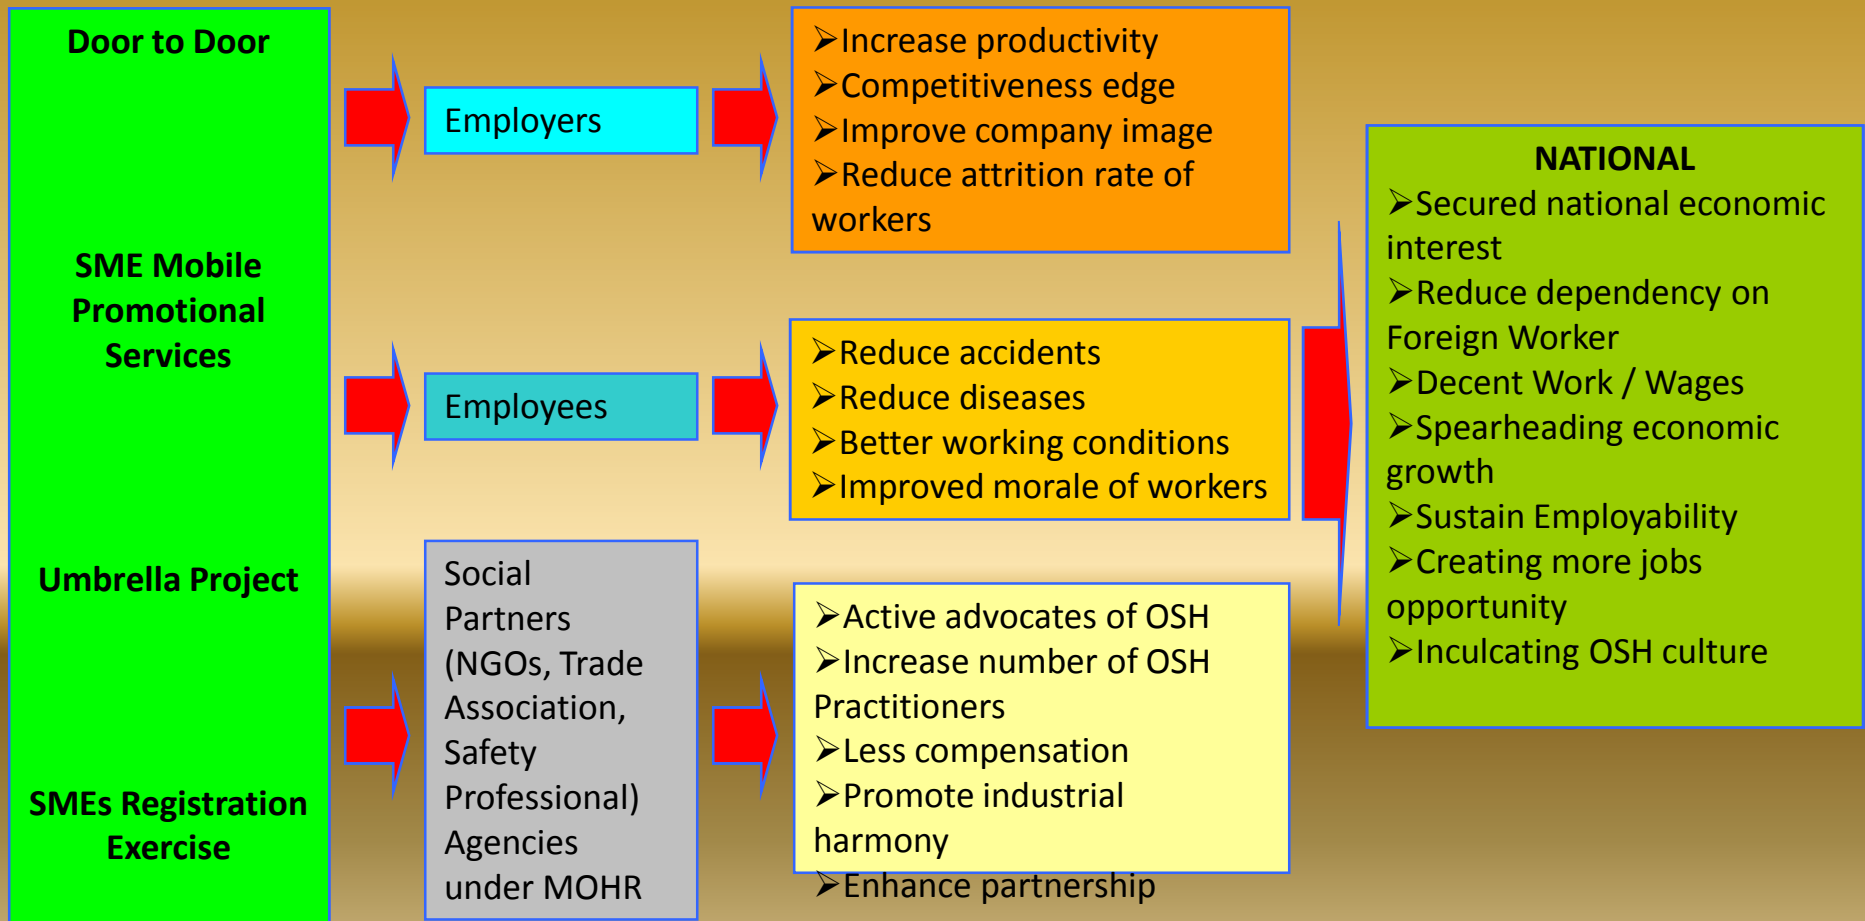 Door to Door
SME Mobile
Promotional
Services
Umbrella Project
SMEs Registration
Exercise
Employers
Employees
Social
Partners
(NGOs, Trade
Association,
Safety
Professional)
Agencies
under MOHR
➢Increase productivity
➢Competitiveness edge
➢Improve company image
➢Reduce attrition rate of
workers
➢Reduce accidents
➢Reduce diseases
➢Better working conditions
➢Improved morale of workers
➢Active advocates of OSH
➢Increase number of OSH
Practitioners
➢Less compensation
➢Promote industrial
harmony
➢Enhance partnership
NATIONAL
➢Secured national economic
interest
➢Reduce dependency on
Foreign Worker
➢Decent Work / Wages
➢Spearheading economic
growth
➢Sustain Employability
➢Creating more jobs
opportunity
➢Inculcating OSH culture